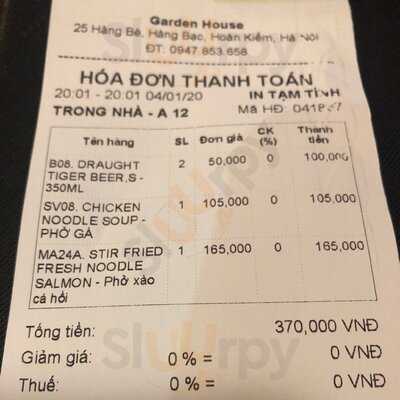 Garden House
25 Hàng Bè, Hàng Bạc, Hoàn Kiếm, Hà Nội
ĐT: 0947.853.658
HÓA ĐƠN THANH TOÁN
20:01 - 20:01 04/01/20 IN TẠM TÍNH
TRONG NHÀ - A 12 Mã HĐ:
Tên hàng SL Đơn giá CK (%) Thành tiền
B08. DRAUGHT 2 50,000 0 100,000
TIGER BEER,S -
350ML
SV08. CHICKEN 1 105,000 0 105,000
NOODLE SOUP -
PHỞ GÀ
MA24A. STIR FRIED 1 165,000 0 165,000
FRESH NOODLE
SALMON - Phở xào
cá hồi
Tổng tiền: 370,000 VNĐ
Giảm giá: 0 % = 0 VNĐ
Thuế: 0 % = 0 VNĐ
Sluurpy